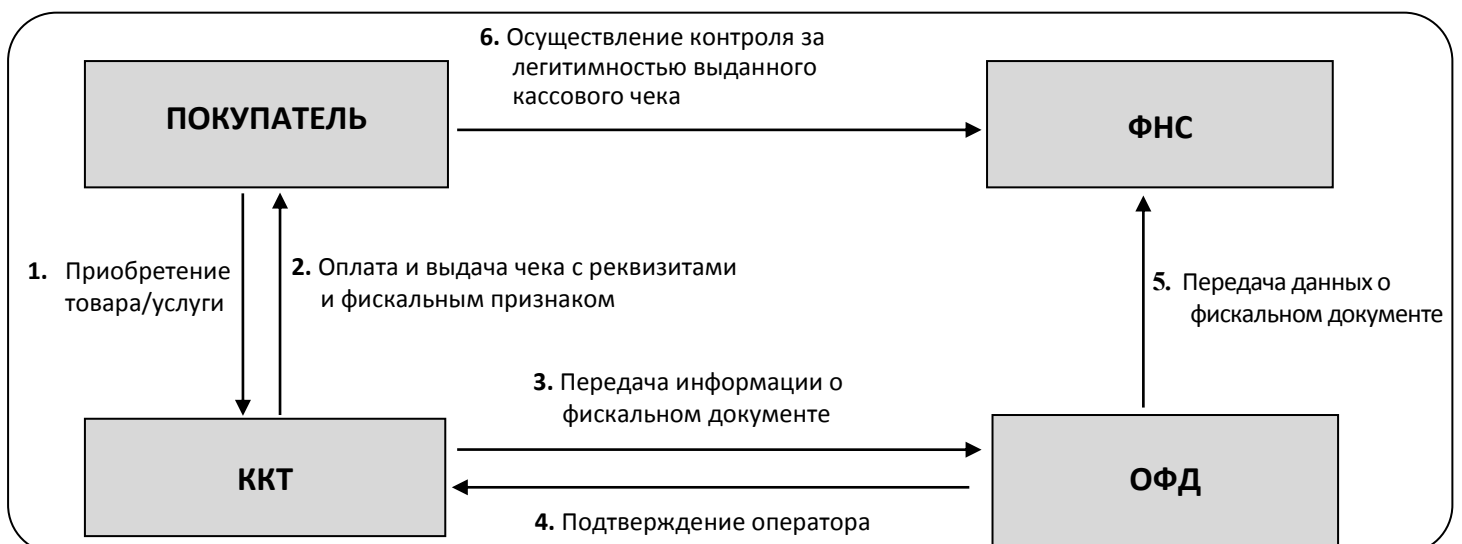 6. Осуществление контроля за
легитимностью выданного
кассового чека
ПОКУПАТЕЛЬ
ФНС
1. Приобретение
товара/услуги
2. Оплата и выдача чека с реквизитами
и фискальным признаком
5. Передача данных о
фискальном документе
3. Передача информации о
фискальном документе
ККТ
ОФД
4. Подтверждение оператора